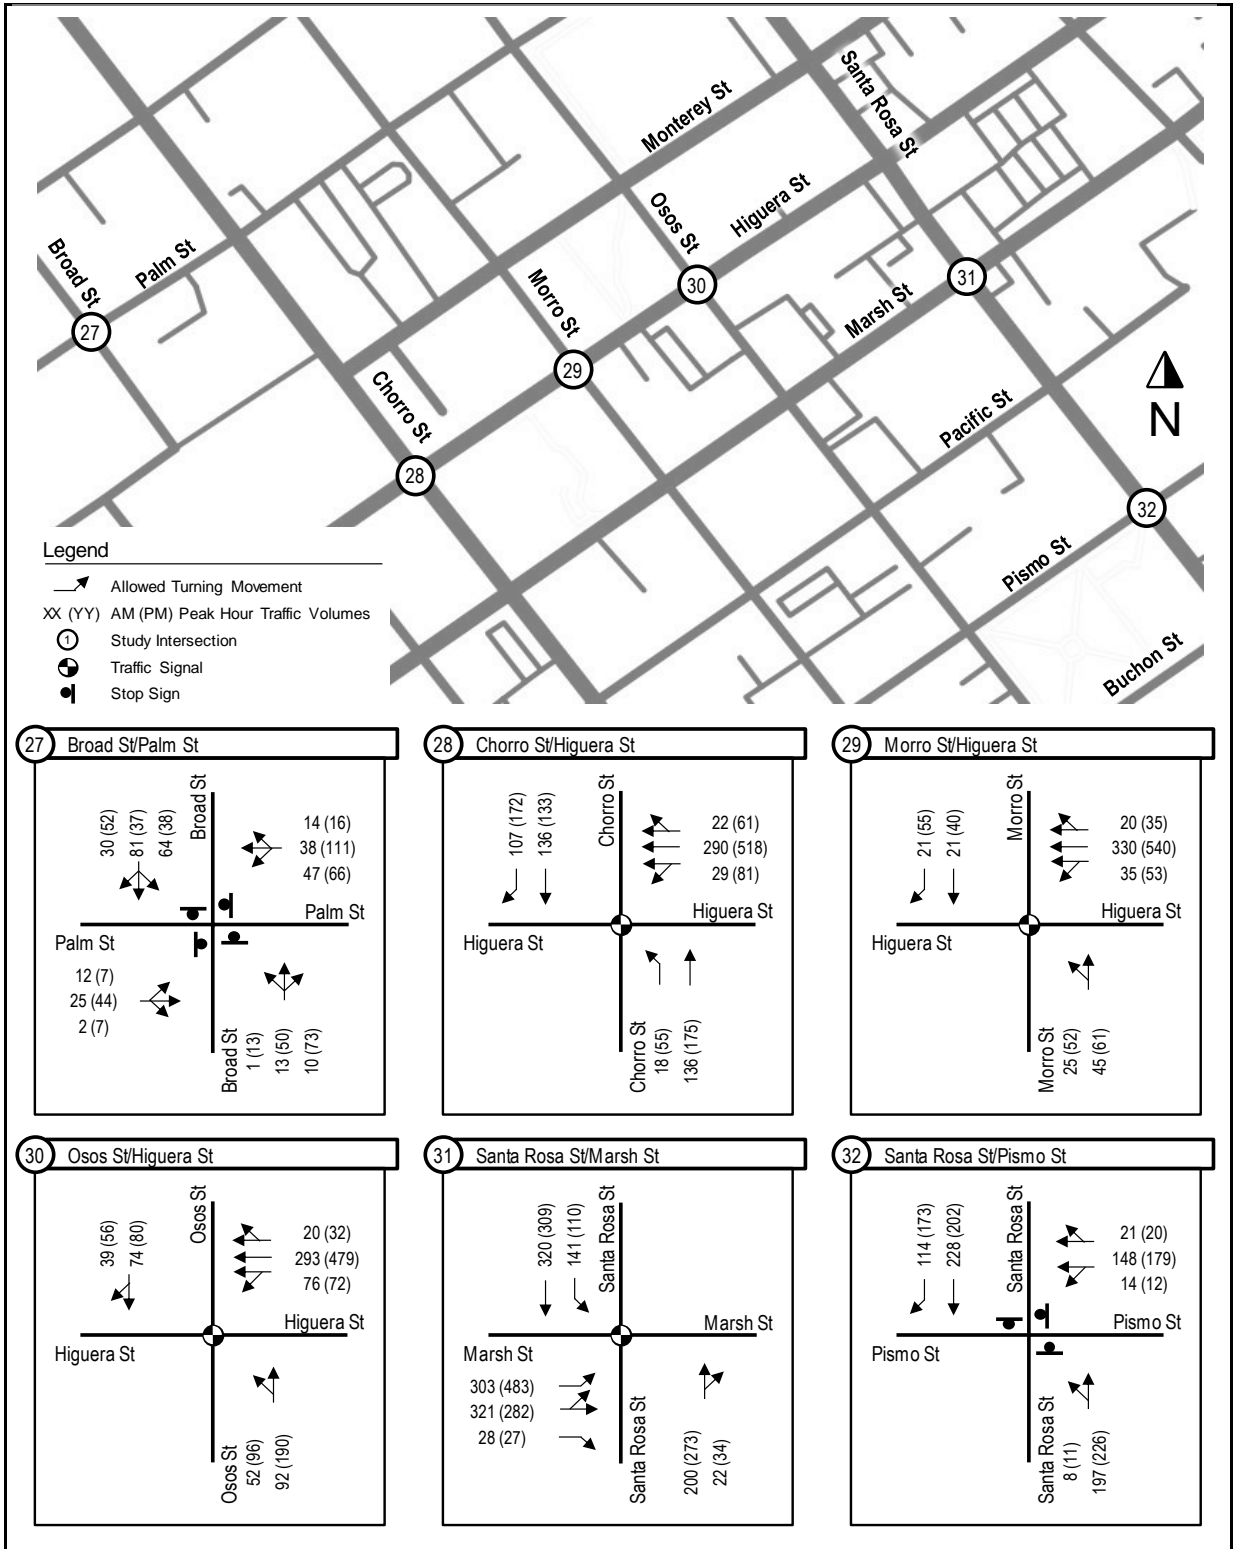 Monterey St
Santa Rosa St
Higuera St
Osos St
Broad St
Palm St
Morro St
30
31
Marsh St
27
29
N
Chorro St
Pacific St
28
32
Pismo St
Buchon St
Legend
Allowed Turning Movement
XX (YY) AM (PM) Peak Hour Traffic Volumes
1 Study Intersection
Traffic Signal
Stop Sign
27 Broad St/Palm St
30 (52)
81 (37)
64 (38)
Broad St
14 (16)
38 (111)
47 (66)
Palm St
Palm St
12 (7)
25 (44)
2 (7)
Broad St
1 (13)
13 (50)
10 (73)
28 Chorro St/Higuera St
107 (172)
136 (133)
Chorro St
22 (61)
290 (518)
29 (81)
Higuera St
Higuera St
Chorro St
18 (55)
136 (175)
29 Morro St/Higuera St
21 (55)
21 (40)
Morro St
20 (35)
330 (540)
35 (53)
Higuera St
Higuera St
Morro St
25 (52)
45 (61)
30 Osos St/Higuera St
39 (56)
74 (80)
Osos St
20 (32)
293 (479)
76 (72)
Higuera St
Higuera St
Osos St
52 (96)
92 (190)
31 Santa Rosa St/Marsh St
320 (309)
141 (110)
Santa Rosa St
Marsh St
Marsh St
303 (483)
321 (282)
28 (27)
Santa Rosa St
200 (273)
22 (34)
32 Santa Rosa St/Pismo St
114 (173)
228 (202)
Santa Rosa St
21 (20)
148 (179)
14 (12)
Pismo St
Pismo St
Santa Rosa St
8 (11)
197 (226)